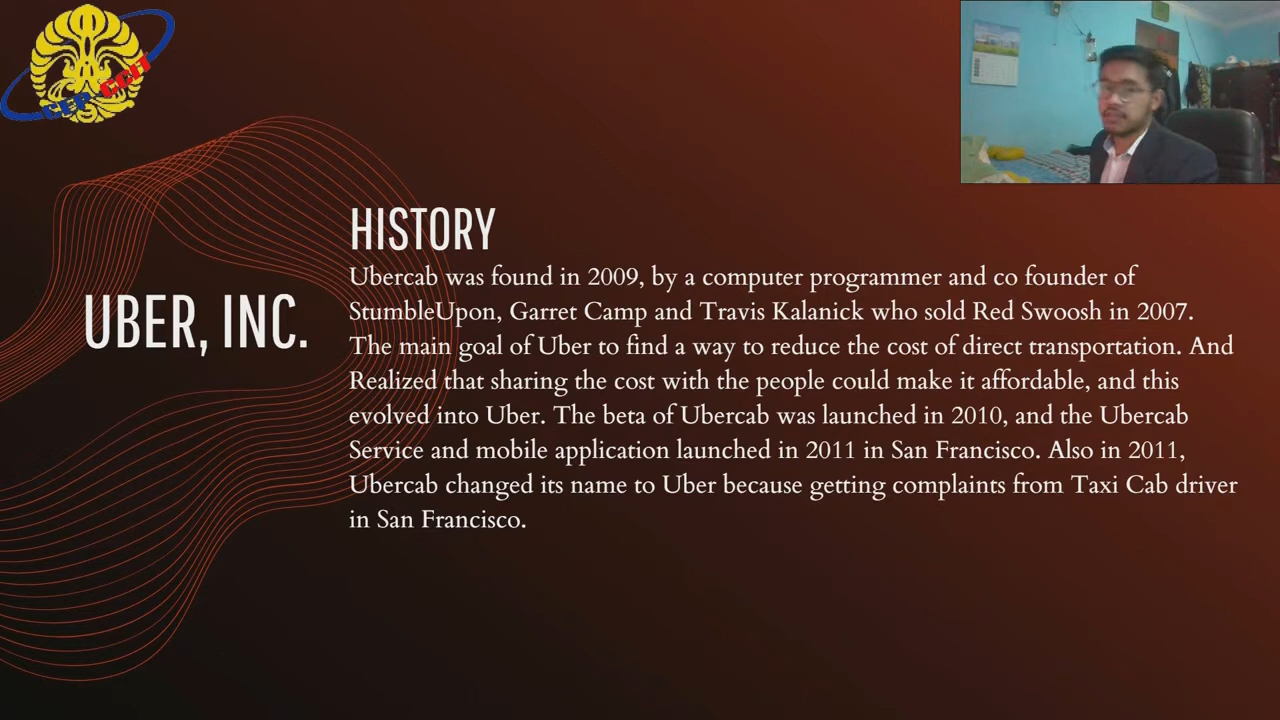 CEP CCIT
HISTORY
Ubercab was found in 2009, by a computer programmer and co founder of
StumbleUpon, Garret Camp and Travis Kalanick who sold Red Swoosh in 2007.
UBER, INC.
The main goal of Uber to find a way to reduce the cost of direct transportation. And
Realized that sharing the cost with the people could make it affordable, and this
evolved into Uber. The beta of Ubercab was launched in 2010, and the Ubercab
Service and mobile application launched in 2011 in San Francisco. Also in 2011,
Ubercab changed its name to Uber because getting complaints from Taxi Cab driver
in San Francisco.